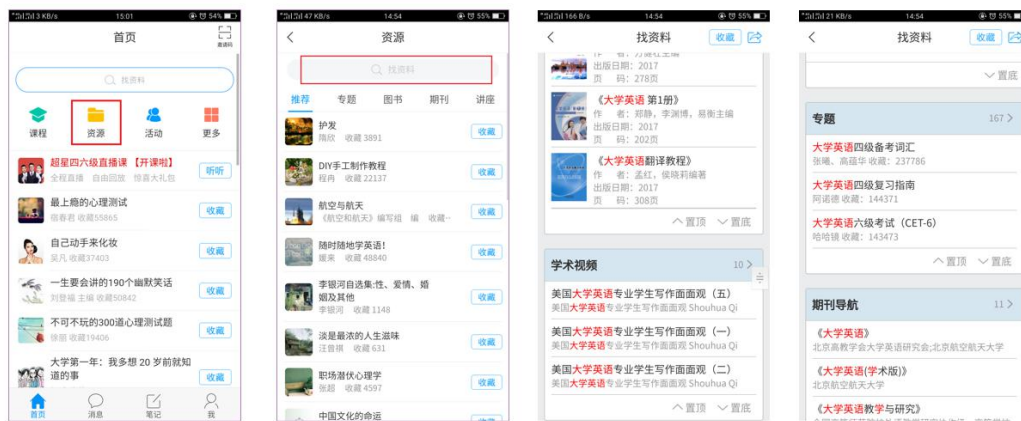 3 KB/s 15:01 54%
首页
邀请码
找资料
课程 资源 活动 更多
超星四六级直播课 【开课啦】
全程直播 自由回放 惊喜大礼包
听听
最上瘾的心理测试
宿春君 收藏55865
收藏
自己动手来化妆
吴凡 收藏37403
收藏
一生要会讲的190个幽默笑话
刘登福 主编 收藏50842
收藏
不可不玩的300道心理测试题
徐丽 收藏19406
收藏
大学第一年：我多想 20 岁前就知
道的事
收藏
首页 消息 笔记 我
47 KB/s 14:54 55%
资源
找资料
推荐 专题 图书 期刊 讲座
护发
隋欣 收藏 3891
收藏
DIY手工制作教程
程冉 收藏 22137
收藏
航空与航天
《航空和航天》编写组 编 收藏…
收藏
随时随地学英语！
媛来 收藏 48840
收藏
李银河自选集:性、爱情、婚
姻及其他
李银河 收藏 1148
收藏
淡是最浓的人生滋味
汪曾祺 收藏 631
收藏
职场潜伏心理学
张超 收藏 4597
收藏
中国文化的命运
166 B/s 14:54 55%
找资料 收藏
出版日期：2017
页 码：278页
《大学英语 第1册》
作 者：郑静，李渊博，易衡主编
出版日期：2017
页 码：202页
《大学英语翻译教程》
作 者：孟红，侯晓莉编著
出版日期：2017
页 码：308页
置顶 置底
学术视频 10
美国大学英语专业学生写作面面观（五）
美国大学英语专业学生写作面面观 Shouhua Qi
美国大学英语专业学生写作面面观（一）
美国大学英语专业学生写作面面观 Shouhua Qi
美国大学英语专业学生写作面面观（二）
美国大学英语专业学生写作面面观 Shouhua Qi
置顶 置底
21 KB/s 14:54 55%
找资料 收藏
置底
专题 167
大学英语四级备考词汇
张曦、高蕴华 收藏：237786
大学英语四级复习指南
阿诺德 收藏：144371
大学英语六级考试（CET-6）
哈哈镜 收藏：143473
置顶 置底
期刊导航 11
《大学英语》
北京高教学会大学英语研究会;北京航空航天大学
《大学英语(学术版)》
北京航空航天大学
《大学英语教学与研究》